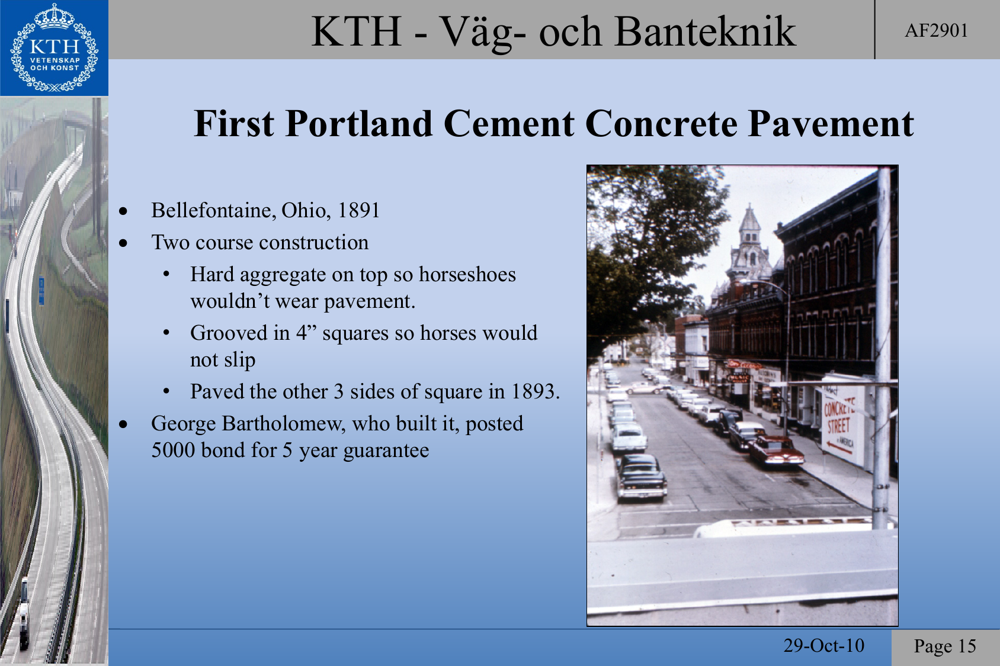 KTH
VETENSKAP
OCH KONST
KTH - Väg- och Banteknik
AF2901
First Portland Cement Concrete Pavement
• Bellefontaine, Ohio, 1891
• Two course construction
• Hard aggregate on top so horseshoes
wouldn’t wear pavement.
• Grooved in 4” squares so horses would
not slip
• Paved the other 3 sides of square in 1893.
• George Bartholomew, who built it, posted
5000 bond for 5 year guarantee
MUSIC
CONCRETE
STREET
AMERICA
29-Oct-10
Page 15